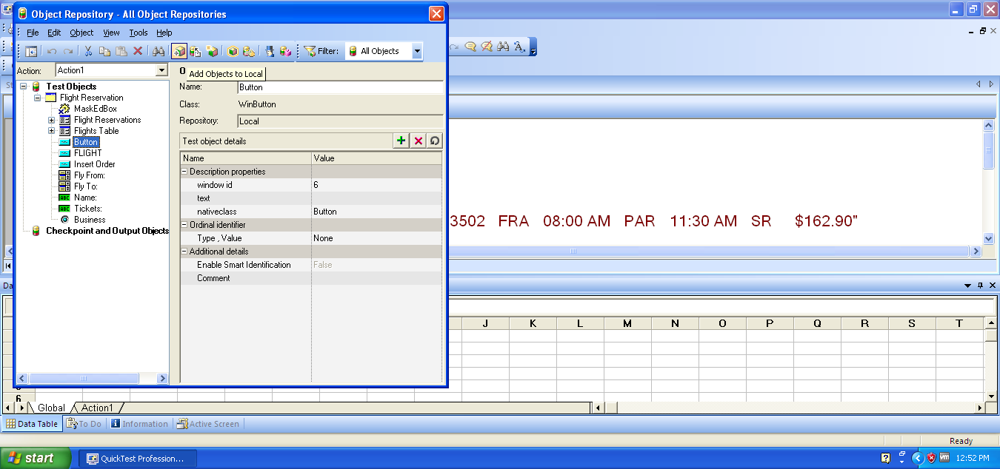 Object Repository - All Object Repositories
File Edit Object View Tools Help
Filter: All Objects
Action: Action1
Add Objects to Local
Test Objects
Flight Reservation
MaskEdBox
Flight Reservations
Flights Table
Button
FLIGHT
Insert Order
Fly From:
Fly To:
Name:
Tickets:
Business
Checkpoint and Output Objects
Name: Button
Class: WinButton
Repository: Local
Test object details
Name Value
Description properties
window id 6
text
nativeclass Button
Ordinal identifier
Type , Value None
Additional details
Enable Smart Identification False
Comment
3502 FRA 08:00 AM PAR 11:30 AM SR $162.90"
J K L M N O P Q R S T
6
Global Action1
Data Table To Do Information Active Screen
Ready
start QuickTest Profession... 12:52 PM